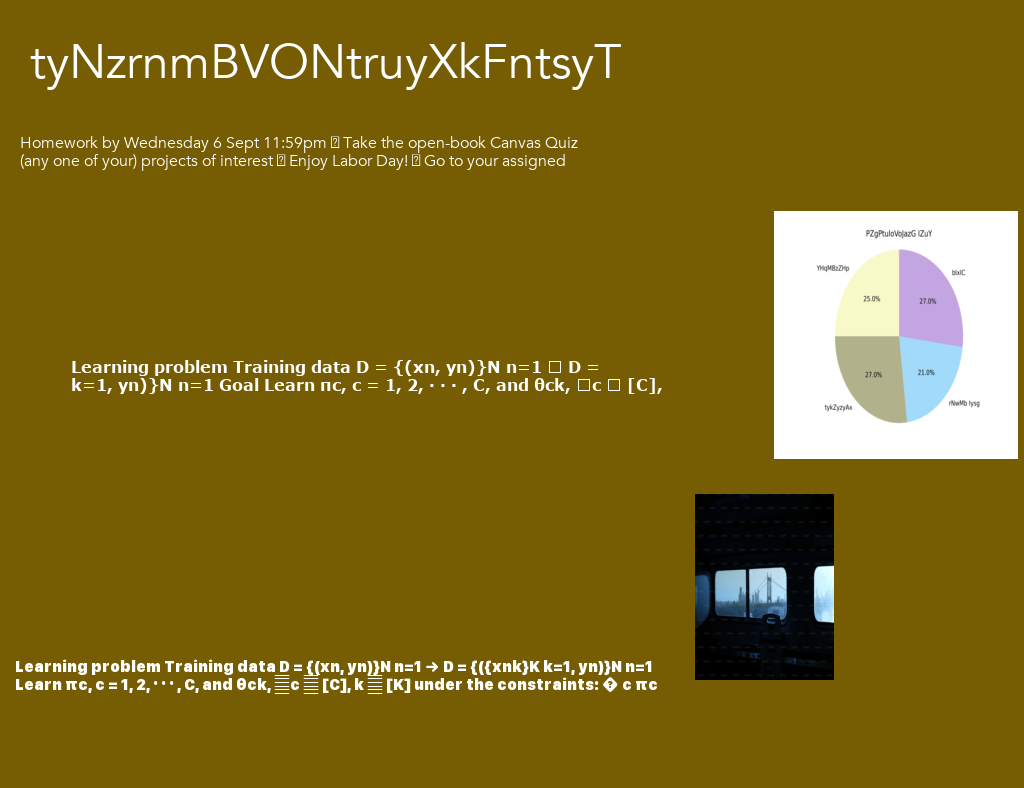 tyNzrnmBVONtruyXkFntsyT
Homework by Wednesday 6 Sept 11:59pm  Take the open-book Canvas Quiz
(any one of your) projects of interest  Enjoy Labor Day!  Go to your assigned
PZgPtuIoVoJazG IZuY
YHqMBzZHp
bIxlC
25.0%
27.0%
27.0%
21.0%
tykZyzyAx
rNwMb Iysg
Learning problem Training data D = {(xn, yn)}N n=1 □ D =
k=1, yn)}N n=1 Goal Learn πc, c = 1, 2, · · · , C, and θck, □c □ [C],
Learning problem Training data D = {(xn, yn)}N n=1 → D = {({xnk}K k=1, yn)}N n=1
Learn πc, c = 1, 2, · · · , C, and θck, c [C], k [K] under the constraints: � c πc